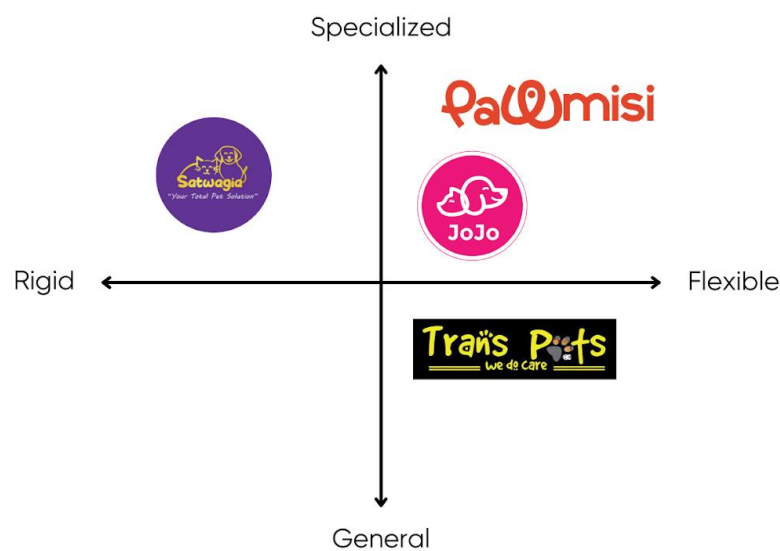 Specialized
Pawmisi
Satwagia
"Your Total Pet Solution"
JoJo
Rigid
Flexible
Trans Pets
we do care
General